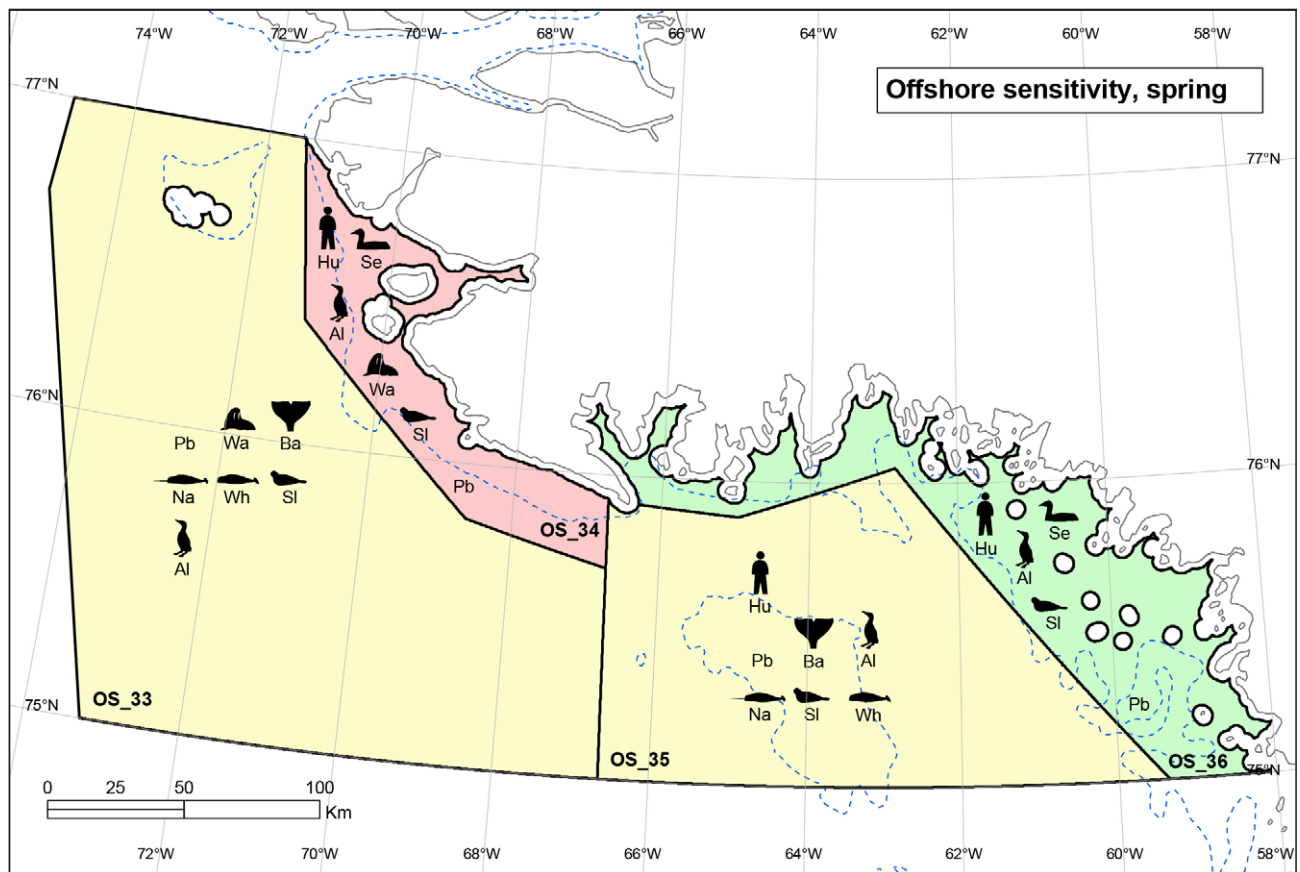 74°W 72°W 70°W 68°W 66°W 64°W 62°W 60°W 58°W
77°N
Offshore sensitivity, spring
77°N
Hu Se
Al
Wa
76°N
Sl
Pb Wa Ba
76°N
Pb
Na Wh Sl
OS_34
Hu Se
Al
Al
Hu
Sl
Pb Ba Al
75°N
OS_33
Pb
Na Sl Wh
OS_35
OS_36
75°N
0 25 50 100
Km
72°W 70°W 68°W 66°W 64°W 62°W 60°W 58°W